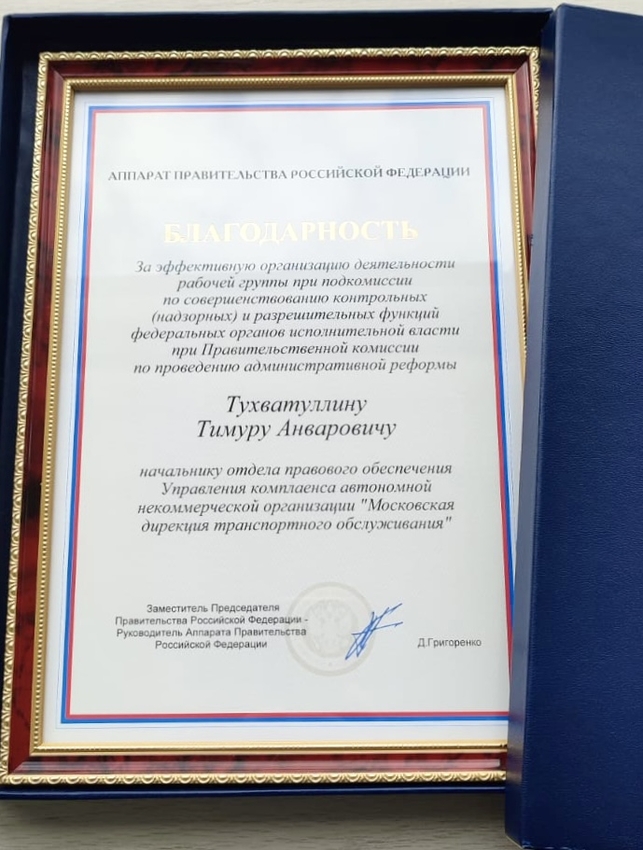 АППАРАТ ПРАВИТЕЛЬСТВА РОССИЙСКОЙ ФЕДЕРАЦИИ
БЛАГОДАРНОСТЬ
За эффективную организацию деятельности
рабочей группы при подкомиссии
по совершенствованию контрольных
(надзорных) и разрешительных функций
федеральных органов исполнительной власти
при Правительственной комиссии
по проведению административной реформы
Тухватуллину
Тимуру Анваровичу
начальнику отдела правового обеспечения
Управления комплаенса автономной
некоммерческой организации "Московская
дирекция транспортного обслуживания"
Заместитель Председателя
Правительства Российской Федерации -
Руководитель Аппарата Правительства
Российской Федерации
Д.Григоренко